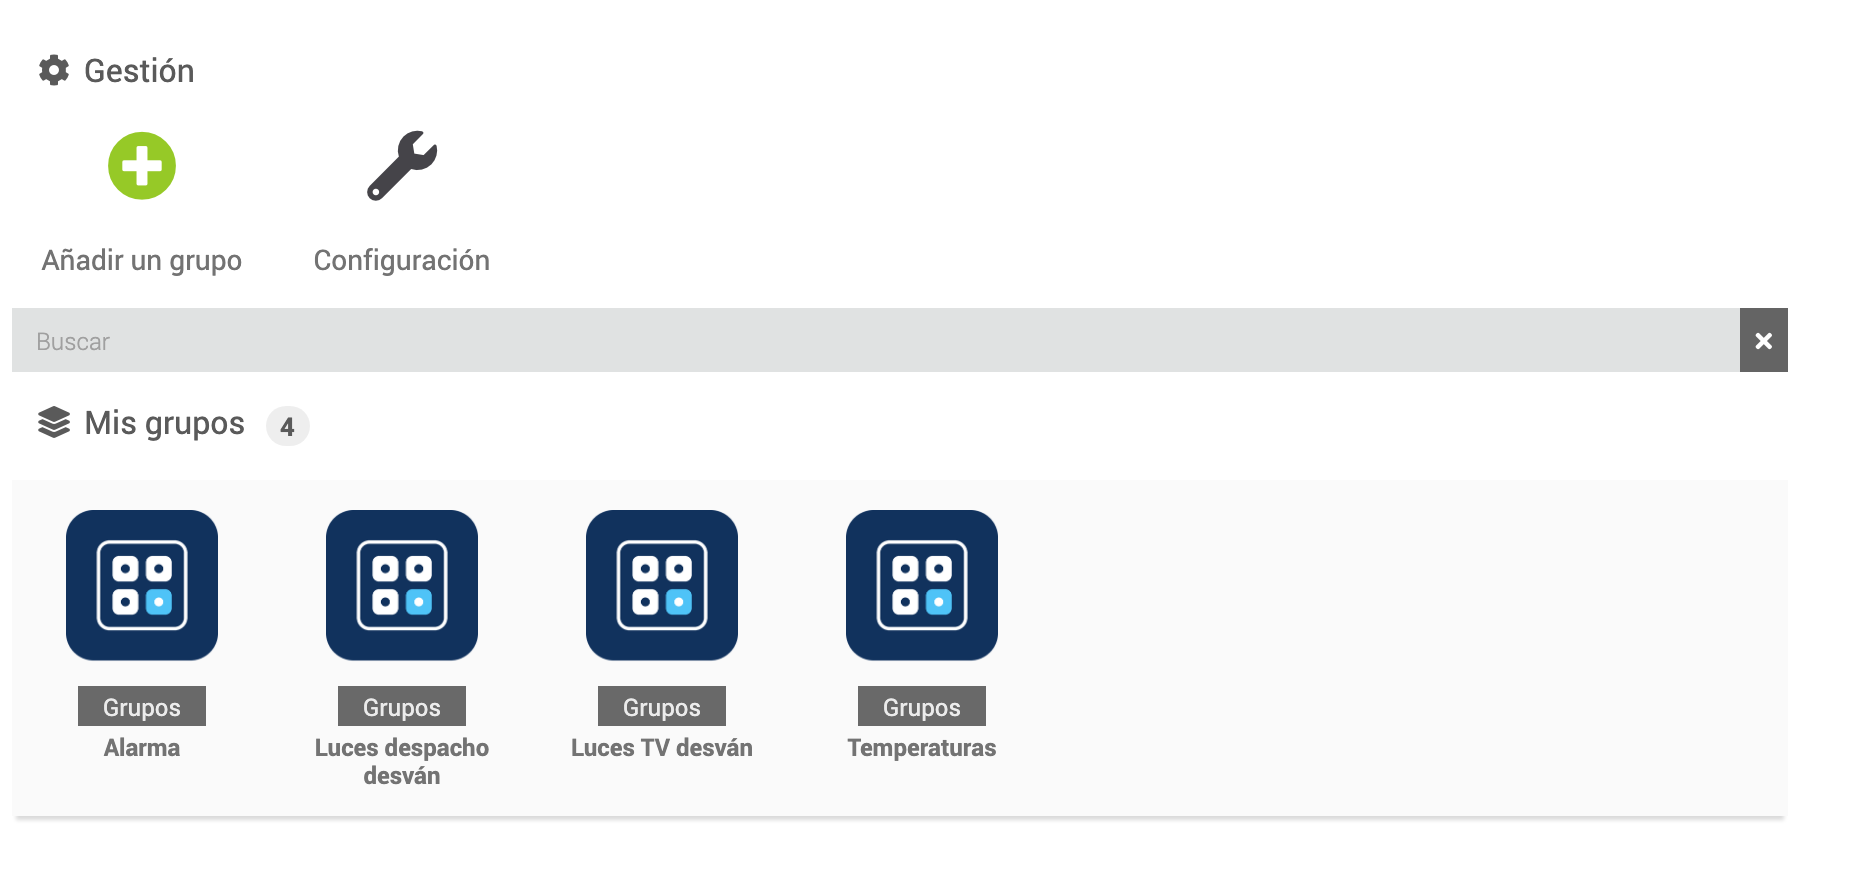 Gestión
Añadir un grupo
Configuración
Buscar
Mis grupos 4
Grupos
Alarma
Grupos
Luces despacho
desván
Grupos
Luces TV desván
Grupos
Temperaturas